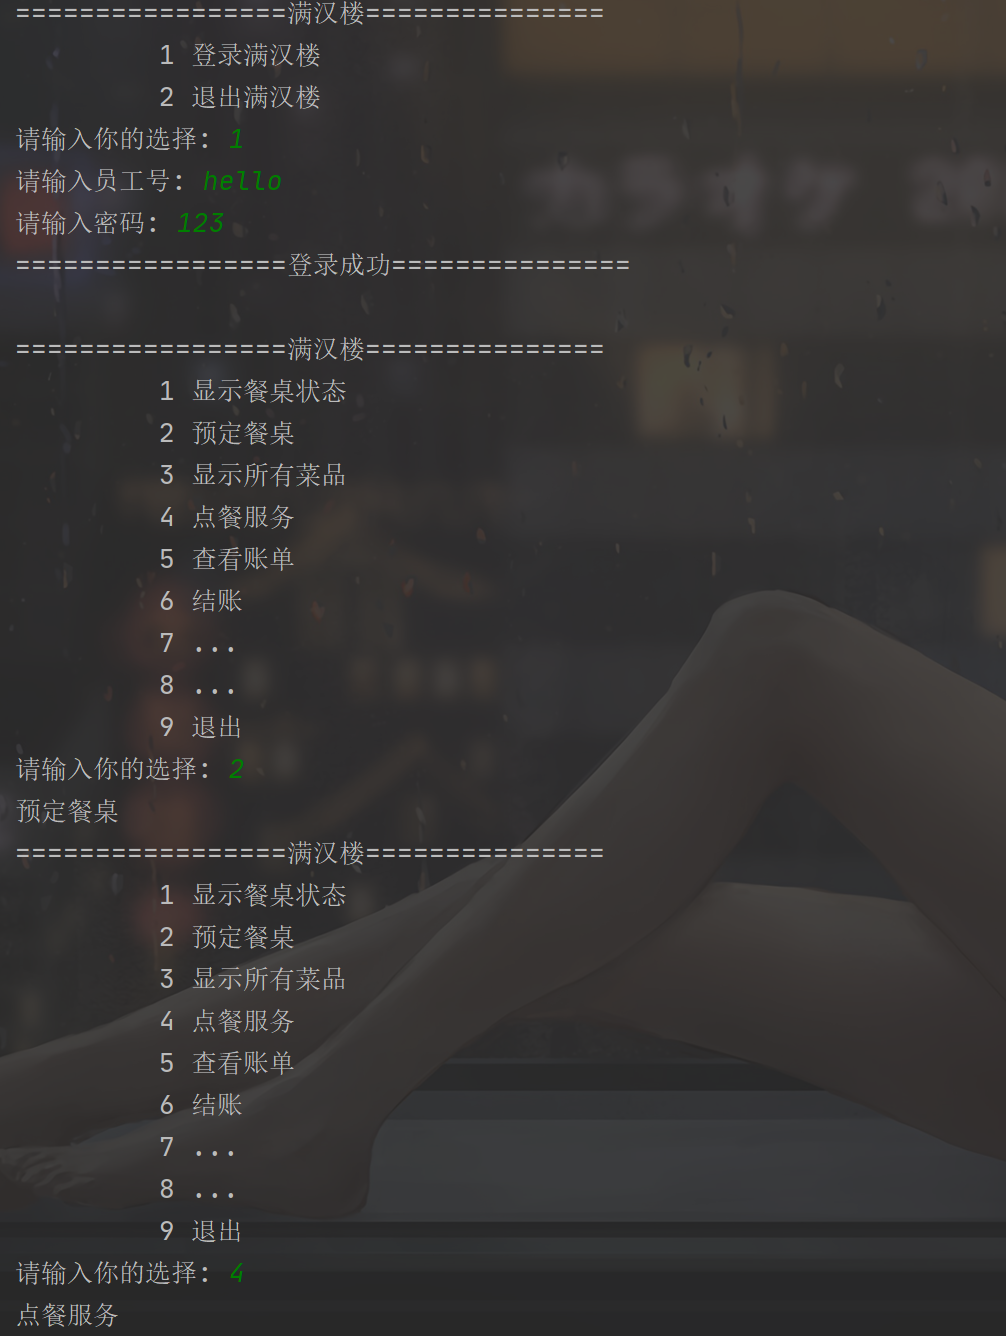 =================满汉楼===============
1 登录满汉楼
2 退出满汉楼
请输入你的选择: 1
请输入员工号: hello
请输入密码: 123
=================登录成功===============
=================满汉楼===============
1 显示餐桌状态
2 预定餐桌
3 显示所有菜品
4 点餐服务
5 查看账单
6 结账
7 ...
8 ...
9 退出
请输入你的选择: 2
预定餐桌
=================满汉楼===============
1 显示餐桌状态
2 预定餐桌
3 显示所有菜品
4 点餐服务
5 查看账单
6 结账
7 ...
8 ...
9 退出
请输入你的选择: 4
点餐服务